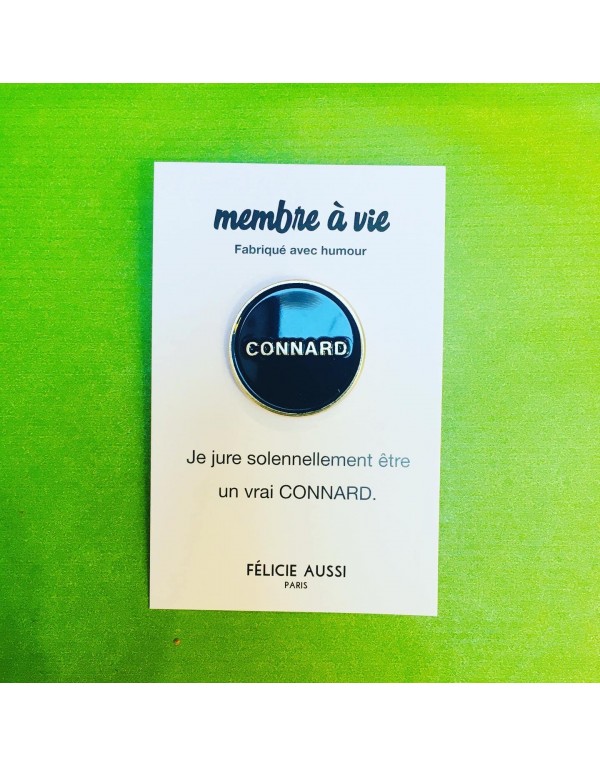 membre à vie
Fabriqué avec humour
CONNARD
Je jure solennellement être
un vrai CONNARD.
FÉLICIE AUSSI
PARIS